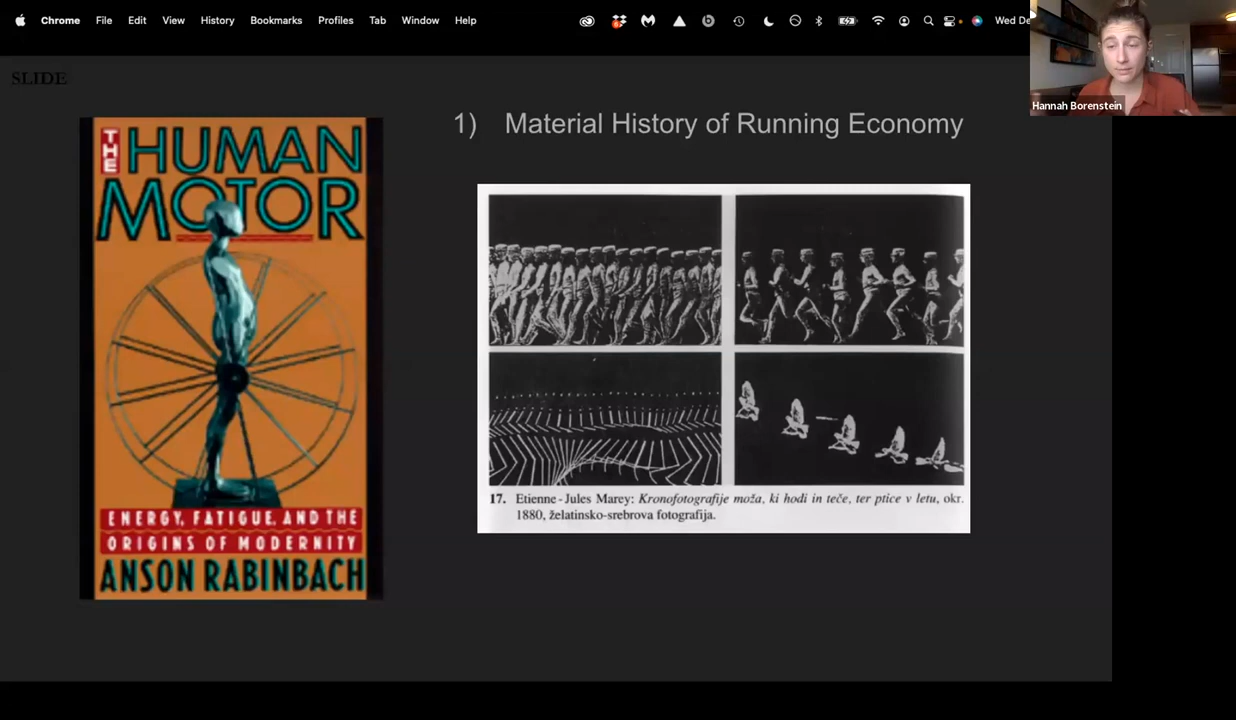 Chrome File Edit View History Bookmarks Profiles Tab Window Help
Wed De
Hannah Borenstein
SLIDE
THE HUMAN
MOTOR
ENERGY, FATIGUE, AND THE
ORIGINS OF MODERNITY
ANSON RABINBACH
1) Material History of Running Economy
17. Etienne-Jules Marey: Kronofotografije moža, ki hodi in teče, ter ptice v letu, okr.
1880, želatinsko-srebrova fotografija.